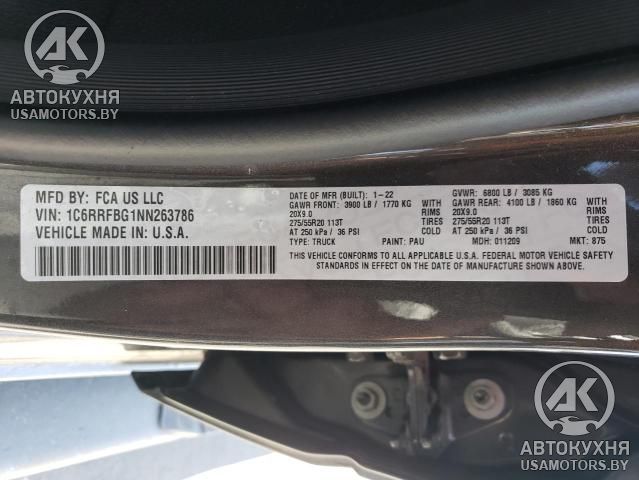 AK
АВТОКУХНЯ
USAMOTORS.BY
MFD BY: FCA US LLC
VIN: 1C6RRFBG1NN263786
VEHICLE MADE IN: U.S.A.
DATE OF MFR (BUILT): 1-22
GAWR FRONT: 3900 LB / 1770 KG
20X9.0 RIMS
275/55R20 113T TIRES
AT 250 kPa / 36 PSI COLD
TYPE: TRUCK PAINT: PAU
GVWR: 6800 LB / 3085 KG
GAWR REAR: 4100 LB / 1860 KG
20X9.0 RIMS
275/55R20 113T TIRES
AT 250 kPa / 36 PSI COLD
MDH: 011209 MKT: 875
THIS VEHICLE CONFORMS TO ALL APPLICABLE U.S.A. FEDERAL MOTOR VEHICLE SAFETY
STANDARDS IN EFFECT ON THE DATE OF MANUFACTURE SHOWN ABOVE.
AK
АВТОКУХНЯ
USAMOTORS.BY